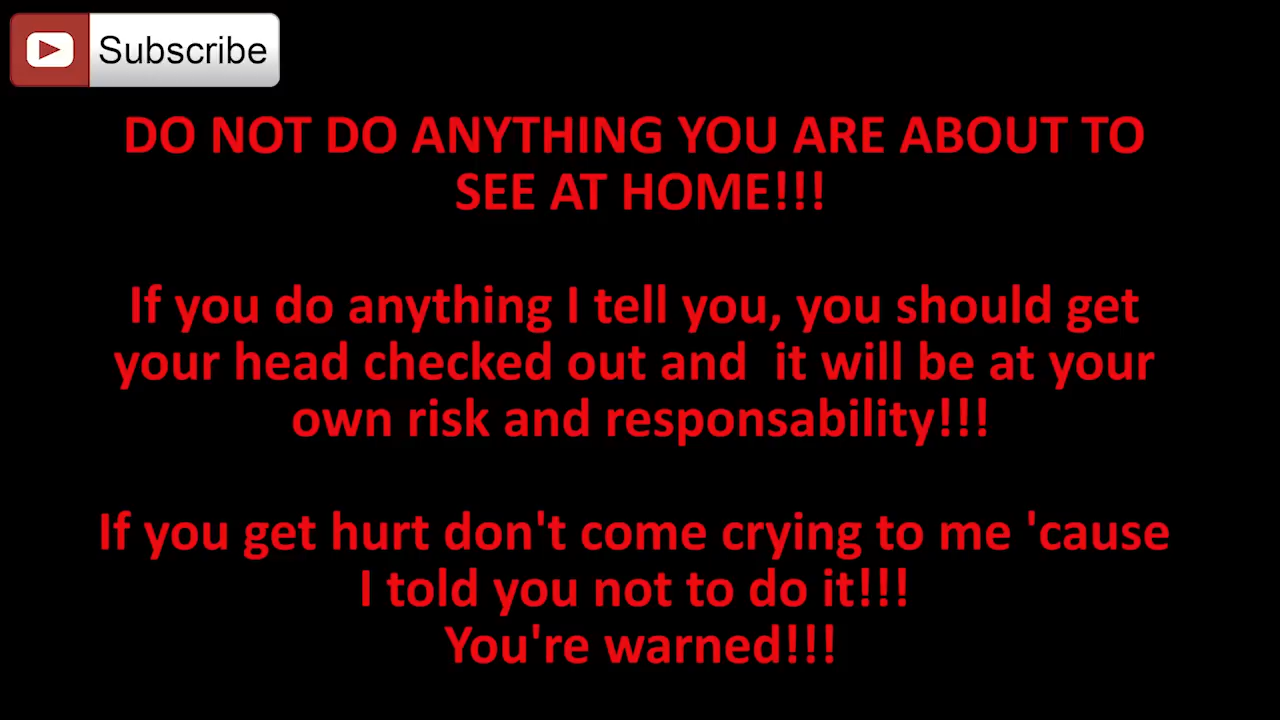 Subscribe
DO NOT DO ANYTHING YOU ARE ABOUT TO
SEE AT HOME!!!
If you do anything I tell you, you should get
your head checked out and  it will be at your
own risk and responsability!!!
If you get hurt don't come crying to me 'cause
I told you not to do it!!!
You're warned!!!